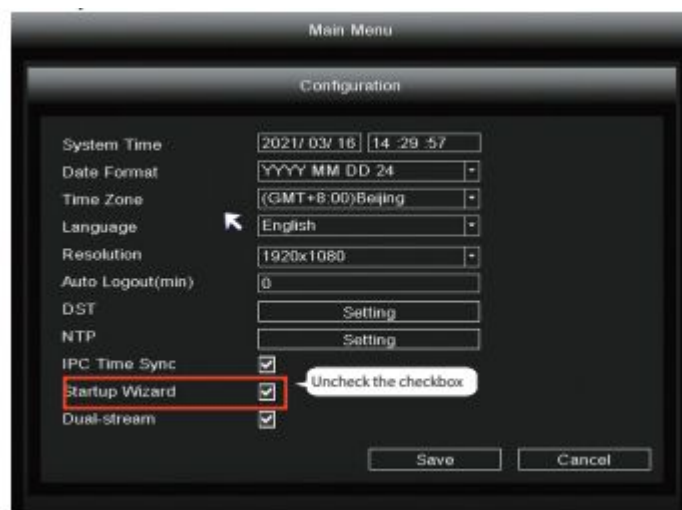 Main Menu
Configuration
System Time 2021/ 03/ 16 14 :29 :57
Date Format YYYY MM DD 24
Time Zone (GMT+8:00)Beijing
Language English
Resolution 1920x1080
Auto Logout(min) 0
DST Setting
NTP Setting
IPC Time Sync
Startup Wizard Uncheck the checkbox
Dual-stream
Save Cancel